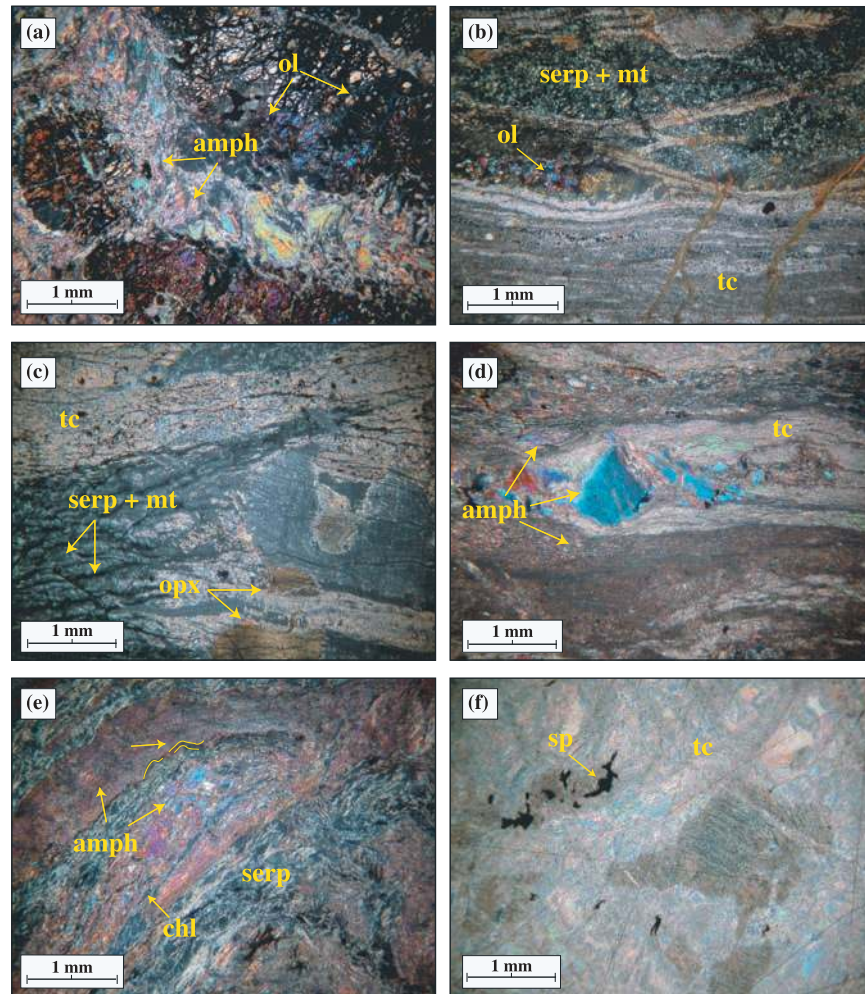 (a)
ol
amph
1 mm
(b)
serp + mt
ol
tc
1 mm
(c)
tc
serp + mt
opx
1 mm
(d)
tc
amph
1 mm
(e)
amph
serp
chl
1 mm
(f)
sp
tc
1 mm